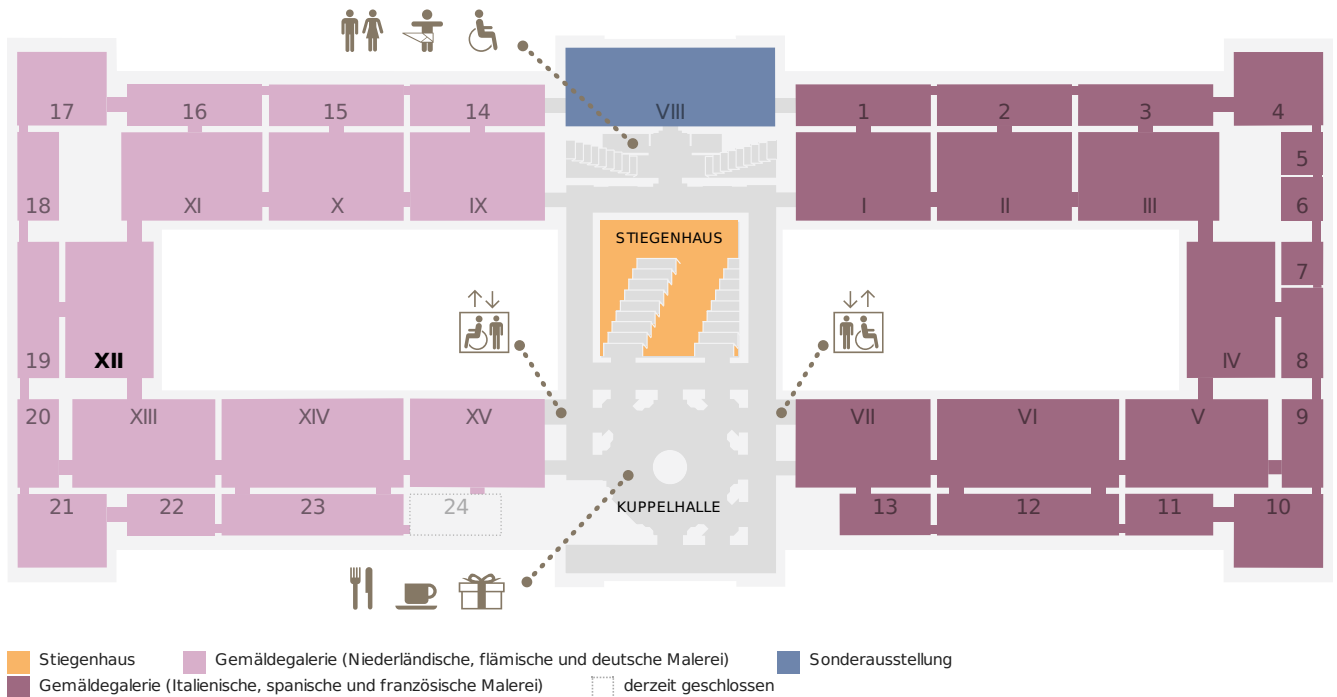 17 16 15 14 VIII 1 2 3 4
5
18 XI X IX I II III 6
STIEGENHAUS
7
19 XII IV 8
20 XIII XIV XV VII VI V 9
21 22 23 24 KUPPELHALLE 13 12 11 10
Stiegenhaus Gemäldegalerie (Niederländische, flämische und deutsche Malerei) Sonderausstellung
Gemäldegalerie (Italienische, spanische und französische Malerei) derzeit geschlossen